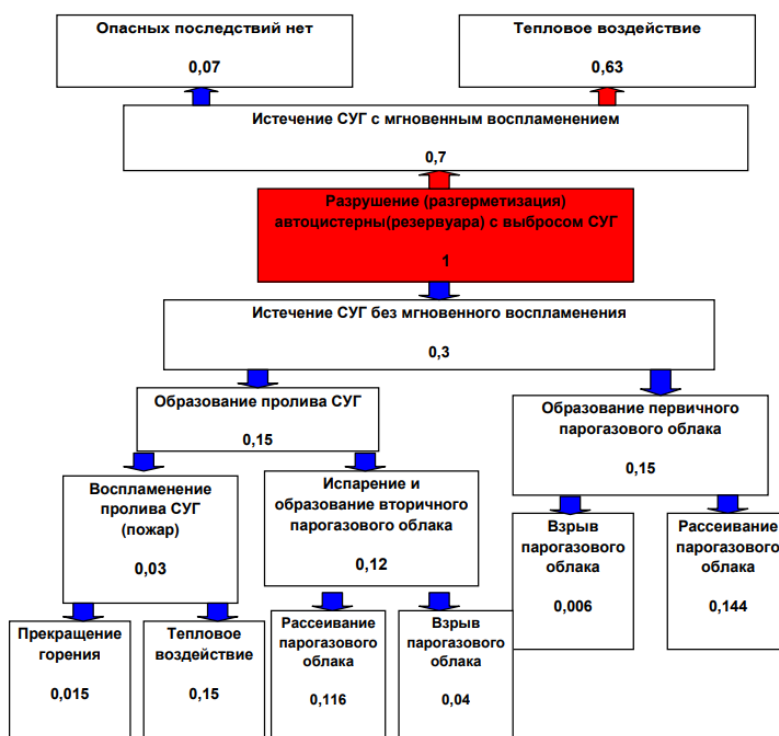 Опасных последствий нет
0,07
Тепловое воздействие
0,63
Истечение СУГ с мгновенным воспламенением
0,7
Разрушение (разгерметизация)
автоцистерны(резервуара) с выбросом СУГ
1
Истечение СУГ без мгновенного воспламенения
0,3
Образование пролива СУГ
0,15
Образование первичного
парогазового облака
0,15
Воспламенение
пролива СУГ
(пожар)
0,03
Испарение и
образование вторичного
парогазового облака
0,12
Взрыв
парогазового
облака
0,006
Рассеивание
парогазового
облака
0,144
Прекращение
горения
0,015
Тепловое
воздействие
0,15
Рассеивание
парогазового
облака
0,116
Взрыв
парогазового
облака
0,04